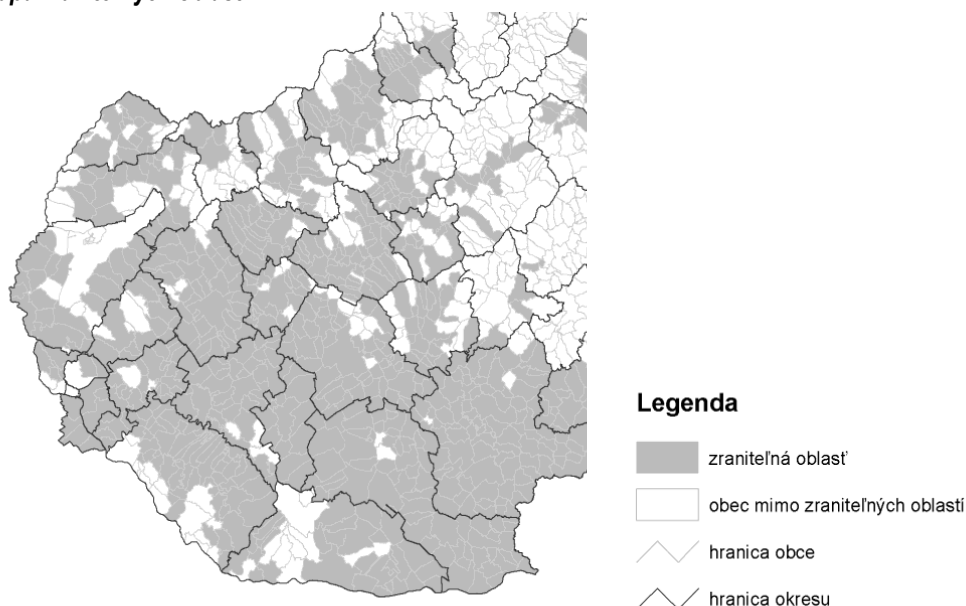 Legenda
zraniteľná oblasť
obec mimo zraniteľných oblastí
hranica obce
hranica okresu